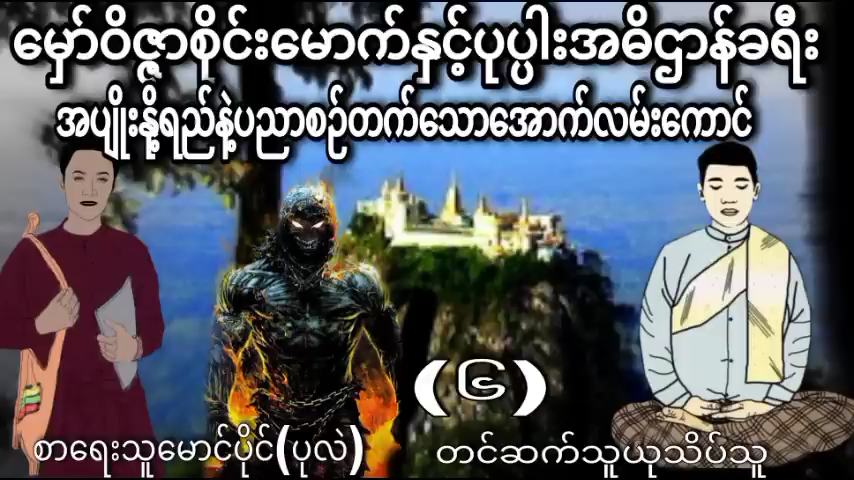 မှော်ဝိဇ္ဇာစိုင်းမောက်နှင့်ပုပ္ပါးအဓိဌာန်ခရီး
အပျိုးနို့ရည်နဲ့ပညာစဉ်တက်သောအောက်လမ်းကောင်
(၆)
စာရေးသူမောင်ပိုင်(ပုလဲ)
တင်ဆက်သူယုသိပ်သူ